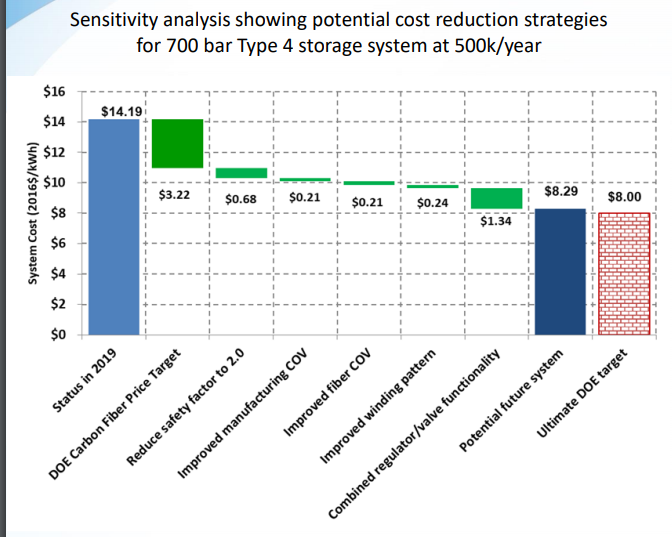 Sensitivity analysis showing potential cost reduction strategies
for 700 bar Type 4 storage system at 500k/year
System Cost (2016$/kWh)
$16
$14
$12
$10
$8
$6
$4
$2
$0
$14.19
$3.22
$0.68
$0.21
$0.21
$0.24
$1.34
$8.29
$8.00
Status in 2019
DOE Carbon Fiber Price Target
Reduce safety factor to 2.0
Improved manufacturing COV
Improved fiber COV
Improved winding pattern
Combined regulator/valve functionality
Potential future system
Ultimate DOE target